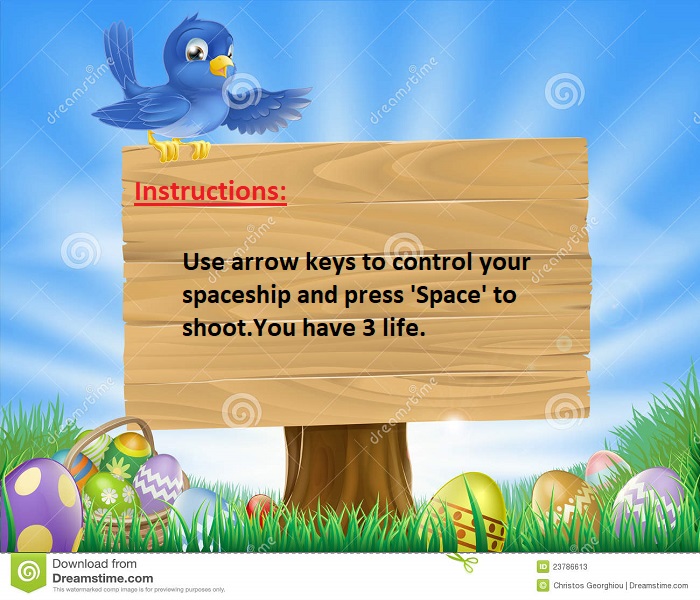 Instructions:
Use arrow keys to control your
spaceship and press 'Space' to
shoot.You have 3 life.
dreamstime
Download from
Dreamstime.com
This watermarked comp image is for previewing purposes only.
23786613
Christos Georghiou | Dreamstime.com